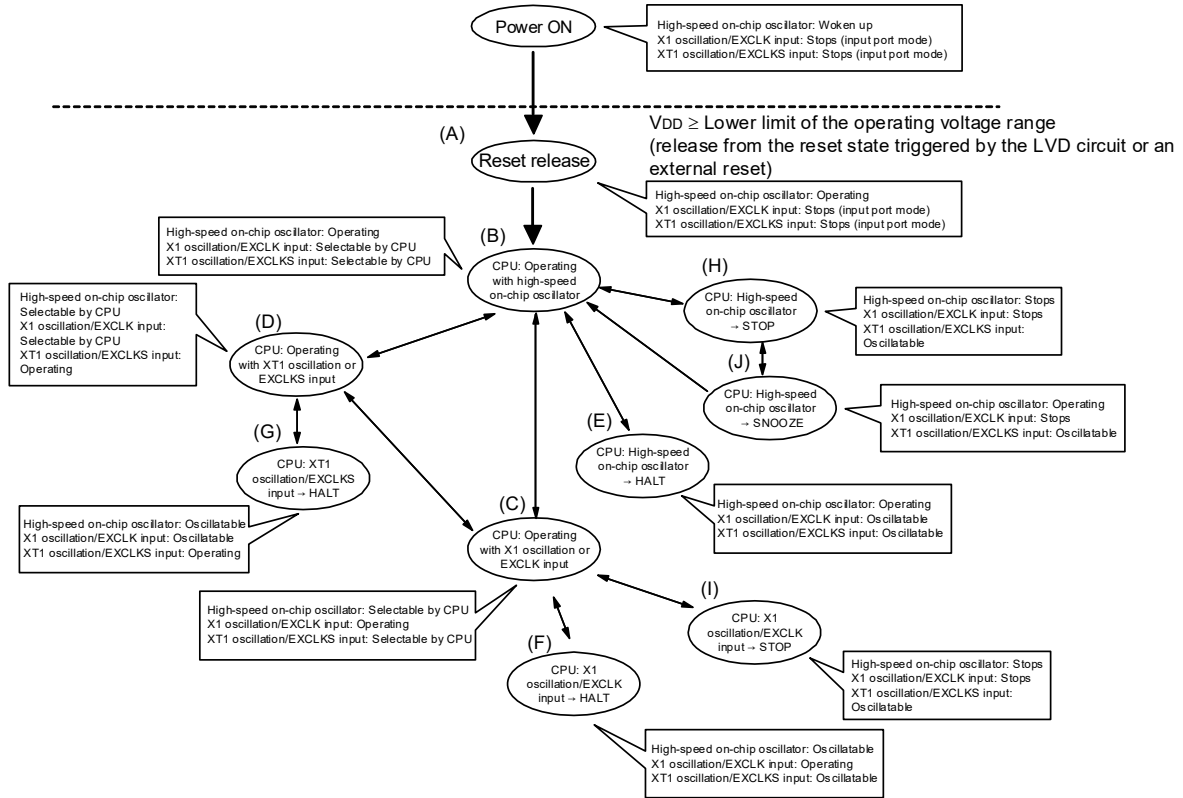 Power ON
High-speed on-chip oscillator: Woken up
X1 oscillation/EXCLK input: Stops (input port mode)
XT1 oscillation/EXCLKS input: Stops (input port mode)
(A)
Reset release
VDD ≥ Lower limit of the operating voltage range
(release from the reset state triggered by the LVD circuit or an
external reset)
High-speed on-chip oscillator: Operating
X1 oscillation/EXCLK input: Stops (input port mode)
XT1 oscillation/EXCLKS input: Stops (input port mode)
High-speed on-chip oscillator: Operating
X1 oscillation/EXCLK input: Selectable by CPU
XT1 oscillation/EXCLKS input: Selectable by CPU
(B)
CPU: Operating
with high-speed
on-chip oscillator
(H)
CPU: High-speed
on-chip oscillator
→ STOP
High-speed on-chip oscillator: Stops
X1 oscillation/EXCLK input: Stops
XT1 oscillation/EXCLKS input:
Oscillatable
High-speed on-chip oscillator:
Selectable by CPU
X1 oscillation/EXCLK input:
Selectable by CPU
XT1 oscillation/EXCLKS input:
Operating
(D)
CPU: Operating
with XT1 oscillation or
EXCLKS input
(J)
CPU: High-speed
on-chip oscillator
→ SNOOZE
High-speed on-chip oscillator: Operating
X1 oscillation/EXCLK input: Stops
XT1 oscillation/EXCLKS input: Oscillatable
(G)
CPU: XT1
oscillation/EXCLKS
input → HALT
(E)
CPU: High-speed
on-chip oscillator
→ HALT
High-speed on-chip oscillator: Operating
X1 oscillation/EXCLK input: Oscillatable
XT1 oscillation/EXCLKS input: Oscillatable
High-speed on-chip oscillator: Oscillatable
X1 oscillation/EXCLK input: Oscillatable
XT1 oscillation/EXCLKS input: Operating
(C)
CPU: Operating
with X1 oscillation or
EXCLK input
High-speed on-chip oscillator: Selectable by CPU
X1 oscillation/EXCLK input: Operating
XT1 oscillation/EXCLKS input: Selectable by CPU
(I)
CPU: X1
oscillation/EXCLK
input → STOP
High-speed on-chip oscillator: Stops
X1 oscillation/EXCLK input: Stops
XT1 oscillation/EXCLKS input:
Oscillatable
(F)
CPU: X1
oscillation/EXCLK
input → HALT
High-speed on-chip oscillator: Oscillatable
X1 oscillation/EXCLK input: Operating
XT1 oscillation/EXCLKS input: Oscillatable